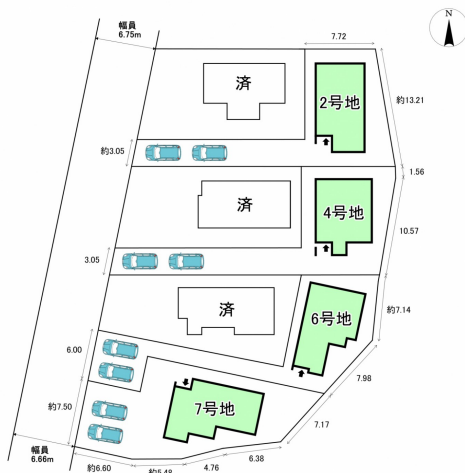 幅員
6.75m
N
7.72
済
2号地
約13.21
約3.05
1.56
済
4号地
10.57
3.05
済
6号地
約7.14
6.00
7.98
約7.50
7号地
7.17
幅員
6.66m
6.38
約6.60
約5.48
4.76